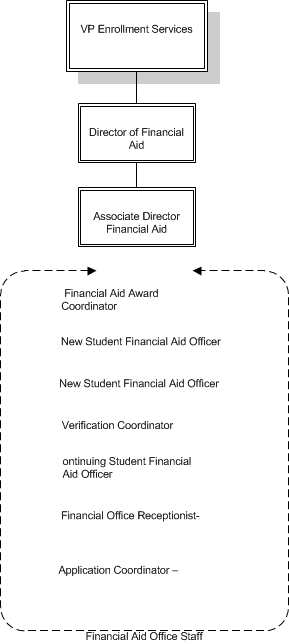 VP Enrollment Services
Director of Financial
Aid
Associate Director
Financial Aid
Financial Aid Award
Coordinator
New Student Financial Aid Officer
New Student Financial Aid Officer
Verification Coordinator
ontinuing Student Financial
Aid Officer
Financial Office Receptionist-
Application Coordinator –
Financial Aid Office Staff